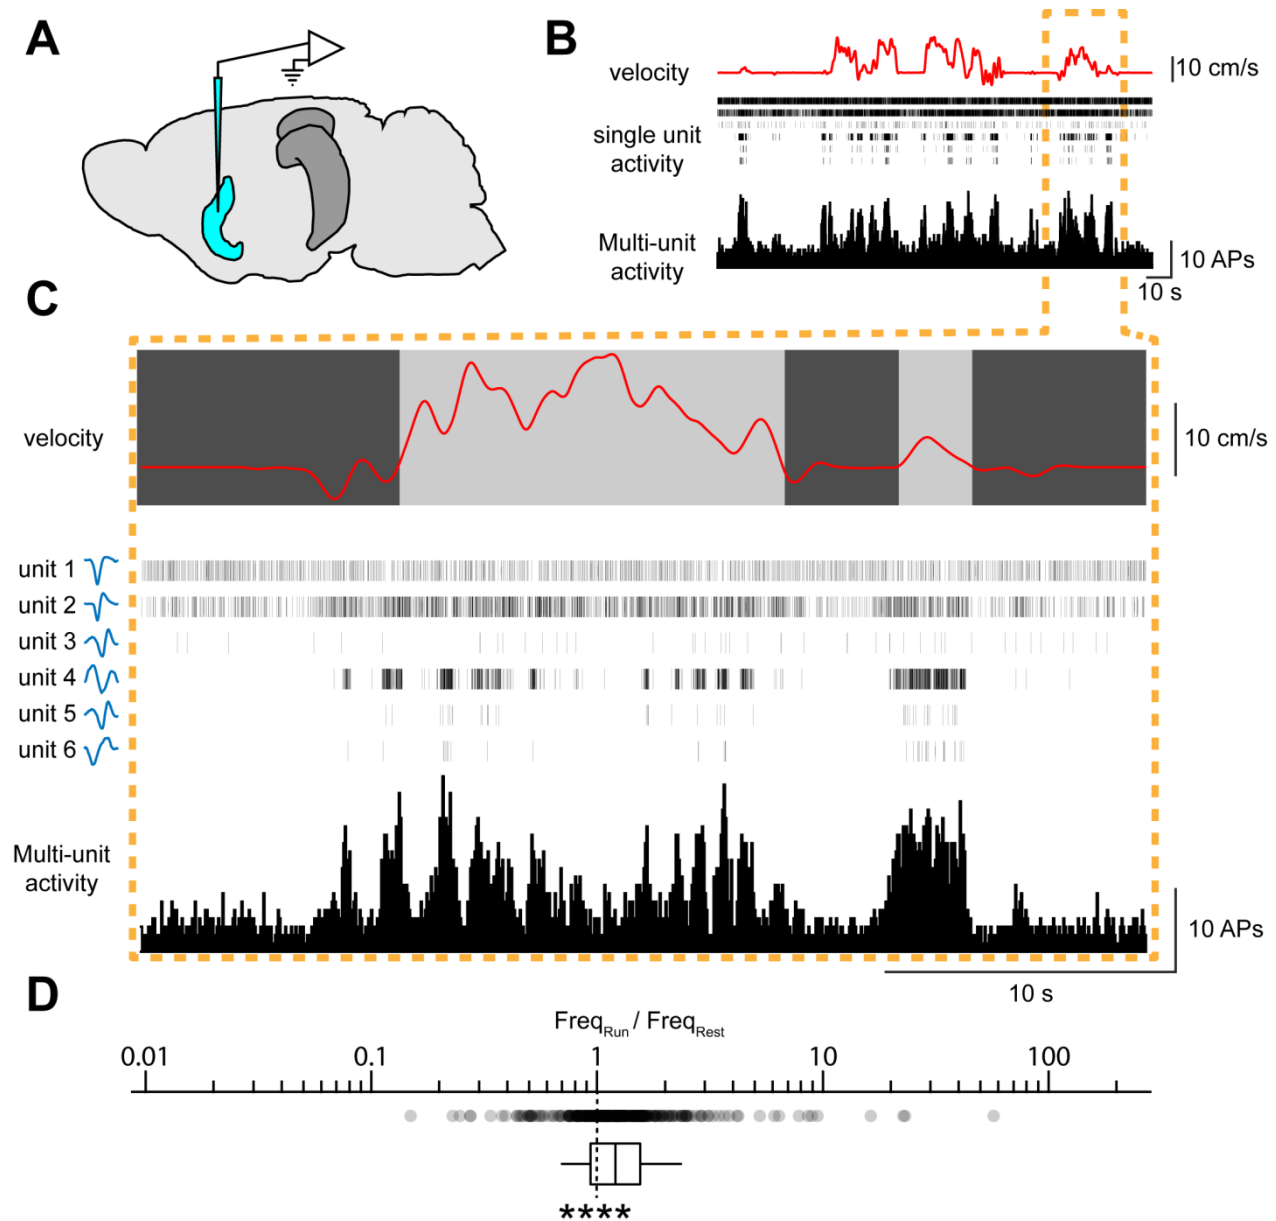 A
B
velocity
10 cm/s
single unit
activity
Multi-unit
activity
10 APs
10 s
C
velocity
10 cm/s
unit 1
unit 2
unit 3
unit 4
unit 5
unit 6
Multi-unit
activity
10 APs
10 s
D
Freq_Run / Freq_Rest
0.01 0.1 1 10 100
****